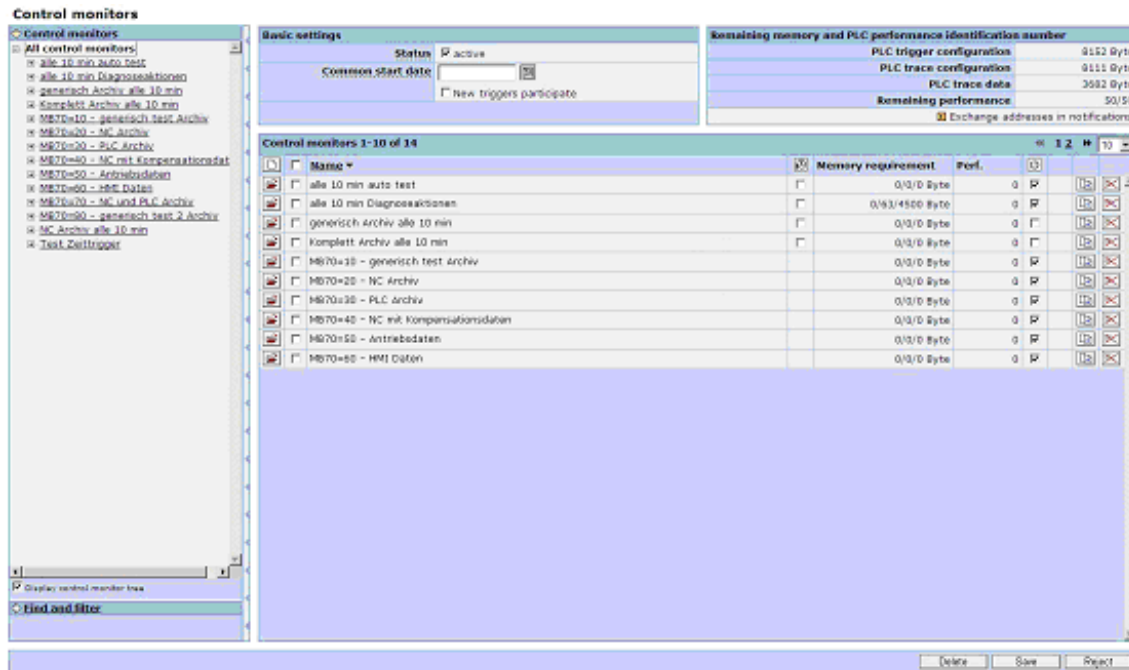 Control monitors
Control monitors
All control monitors
alle 10 min auto test
alle 10 min Diagnoseaktionen
generisch Archiv alle 10 min
Komplett Archiv alle 10 min
MB70=10 - generisch test Archiv
MB70=20 - NC Archiv
MB70=30 - PLC Archiv
MB70=40 - NC mit Kompensationsdat
MB70=50 - Antriebsdaten
MB70=60 - HMI Daten
MB70=70 - NC und PLC Archiv
MB70=80 - generisch test 2 Archiv
NC Archiv alle 10 min
Test Zeittrigger
Display control monitor tree
Find and filter
Basic settings
Status active
Common start date
New triggers participate
Remaining memory and PLC performance identification number
PLC trigger configuration 8152 Byt
PLC trace configuration 8111 Byt
PLC trace data 3682 Byt
Remaining performance 50/5
Exchange addresses in notifications
Control monitors 1-10 of 14 1 2 10
Name Memory requirement Perf.
alle 10 min auto test 0/0/0 Byte 0
alle 10 min Diagnoseaktionen 0/63/4500 Byte 0
generisch Archiv alle 10 min 0/0/0 Byte 0
Komplett Archiv alle 10 min 0/0/0 Byte 0
MB70=10 - generisch test Archiv 0/0/0 Byte 0
MB70=20 - NC Archiv 0/0/0 Byte 0
MB70=30 - PLC Archiv 0/0/0 Byte 0
MB70=40 - NC mit Kompensationsdaten 0/0/0 Byte 0
MB70=50 - Antriebsdaten 0/0/0 Byte 0
MB70=60 - HMI Daten 0/0/0 Byte 0
Delete Save Reject